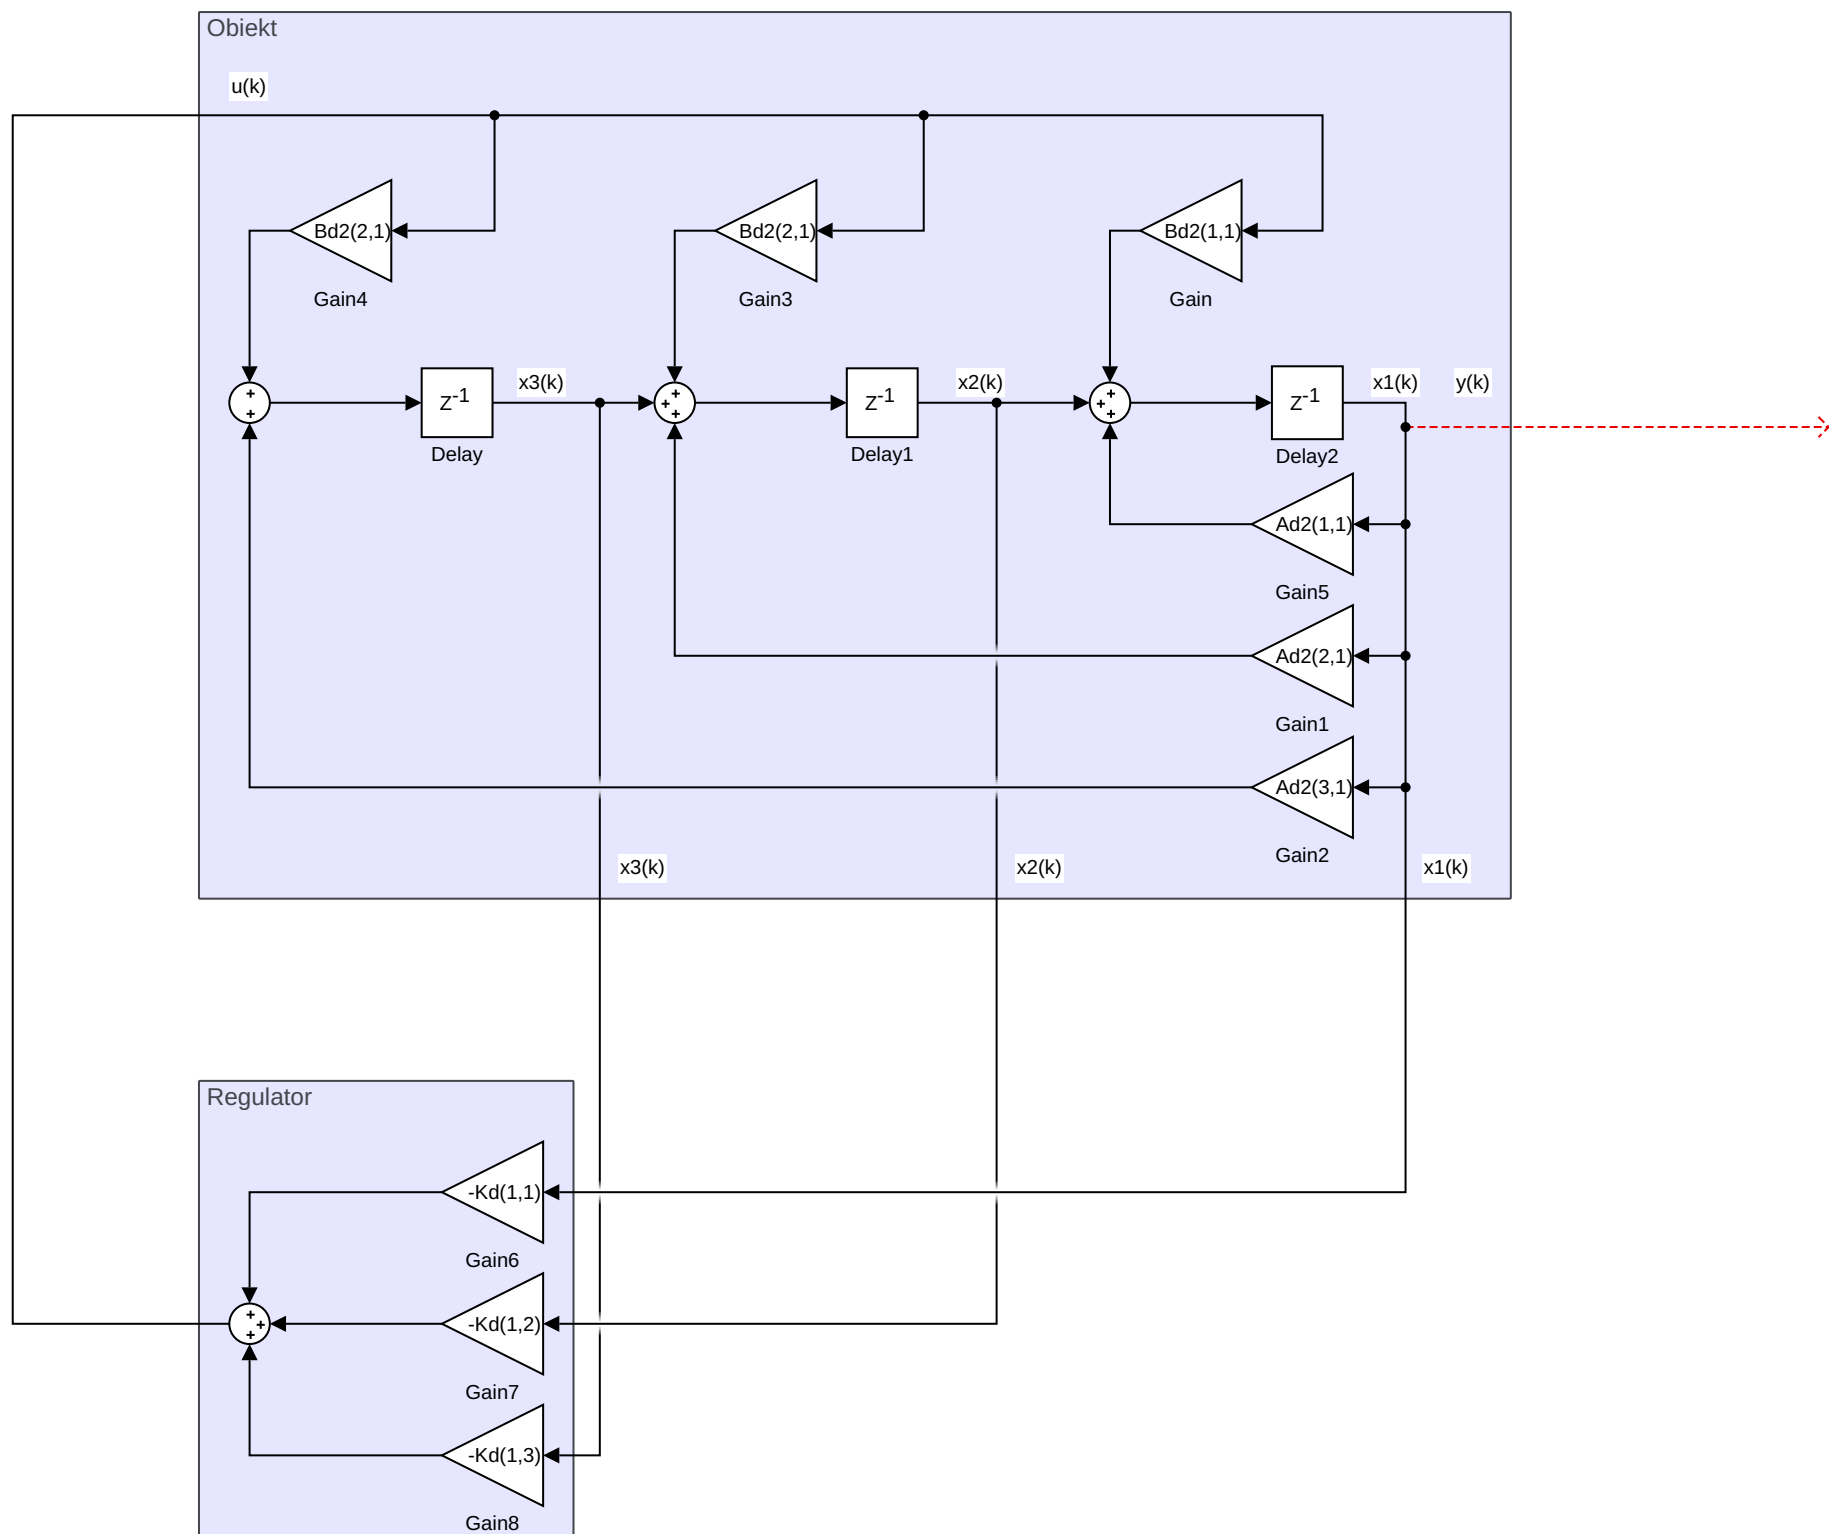 Obiekt
u(k)
Bd2(2,1)
Bd2(2,1)
Bd2(1,1)
Gain4
Gain3
Gain
+
+
Z-1
x3(k)
+
+
+
Z-1
x2(k)
+
+
+
Z-1
x1(k)
y(k)
Delay
Delay1
Delay2
Ad2(1,1)
Gain5
Ad2(2,1)
Gain1
Ad2(3,1)
Gain2
x3(k)
x2(k)
x1(k)
Regulator
-Kd(1,1)
Gain6
+
+
+
-Kd(1,2)
Gain7
-Kd(1,3)
Gain8